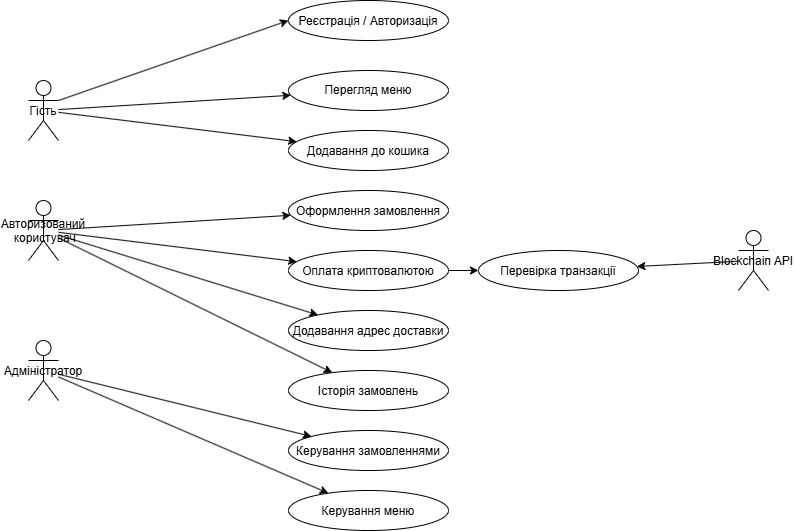 Реєстрація / Авторизація
Перегляд меню
Гість
Додавання до кошика
Оформлення замовлення
Авторизований
користувач
Оплата криптовалютою
Перевірка транзакції
Blockchain API
Додавання адрес доставки
Адміністратор
Історія замовлень
Керування замовленнями
Керування меню